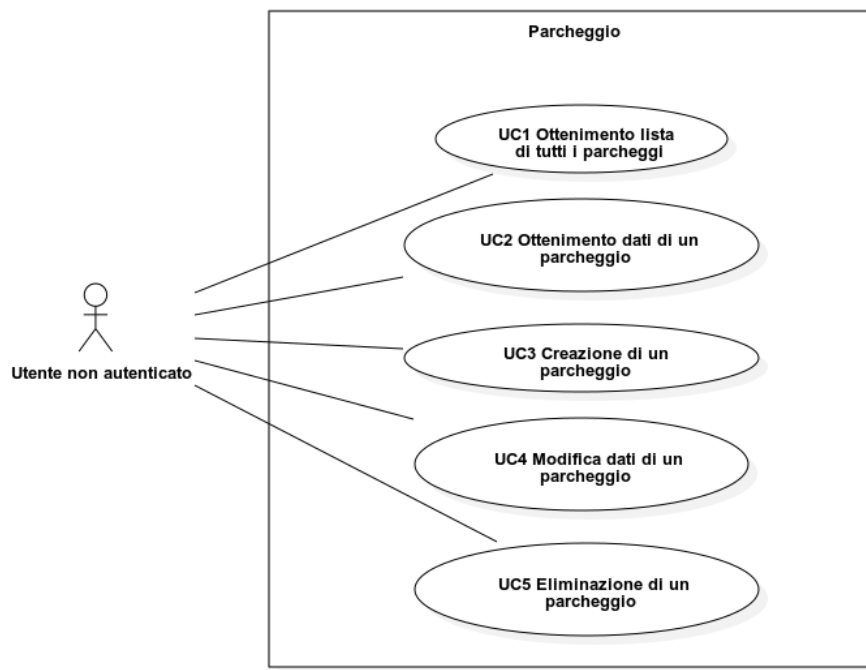 Parcheggio
UC1 Ottenimento lista
di tutti i parcheggi
UC2 Ottenimento dati di un
parcheggio
UC3 Creazione di un
parcheggio
Utente non autenticato
UC4 Modifica dati di un
parcheggio
UC5 Eliminazione di un
parcheggio